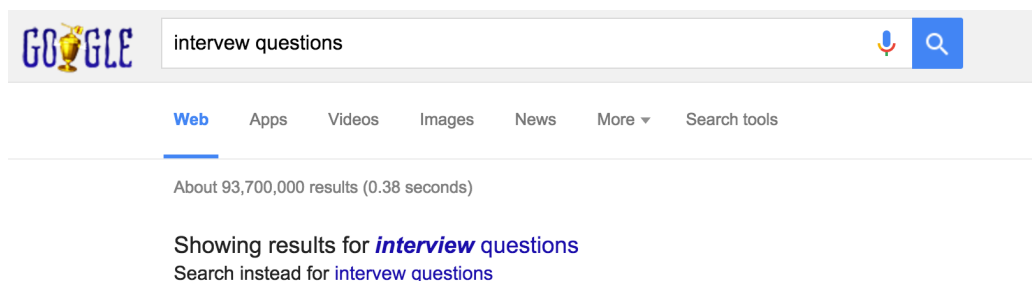 GOOGLE intervew questions
Web Apps Videos Images News More Search tools
About 93,700,000 results (0.38 seconds)
Showing results for interview questions
Search instead for intervew questions